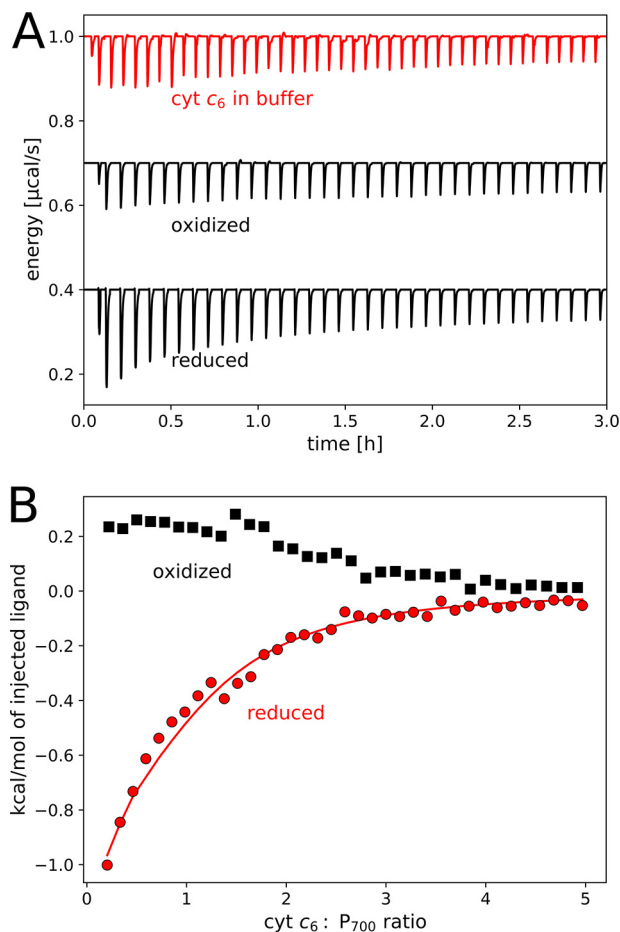 A
1.0
cyt c₆ in buffer
0.8
energy [µcal/s]
0.6
oxidized
0.4
reduced
0.2
0.0 0.5 1.0 1.5 2.0 2.5 3.0
time [h]
B
0.2
oxidized
0.0
−0.2
−0.4
reduced
kcal/mol of injected ligand
−0.6
−0.8
−1.0
0 1 2 3 4 5
cyt c₆ : P₇₀₀ ratio